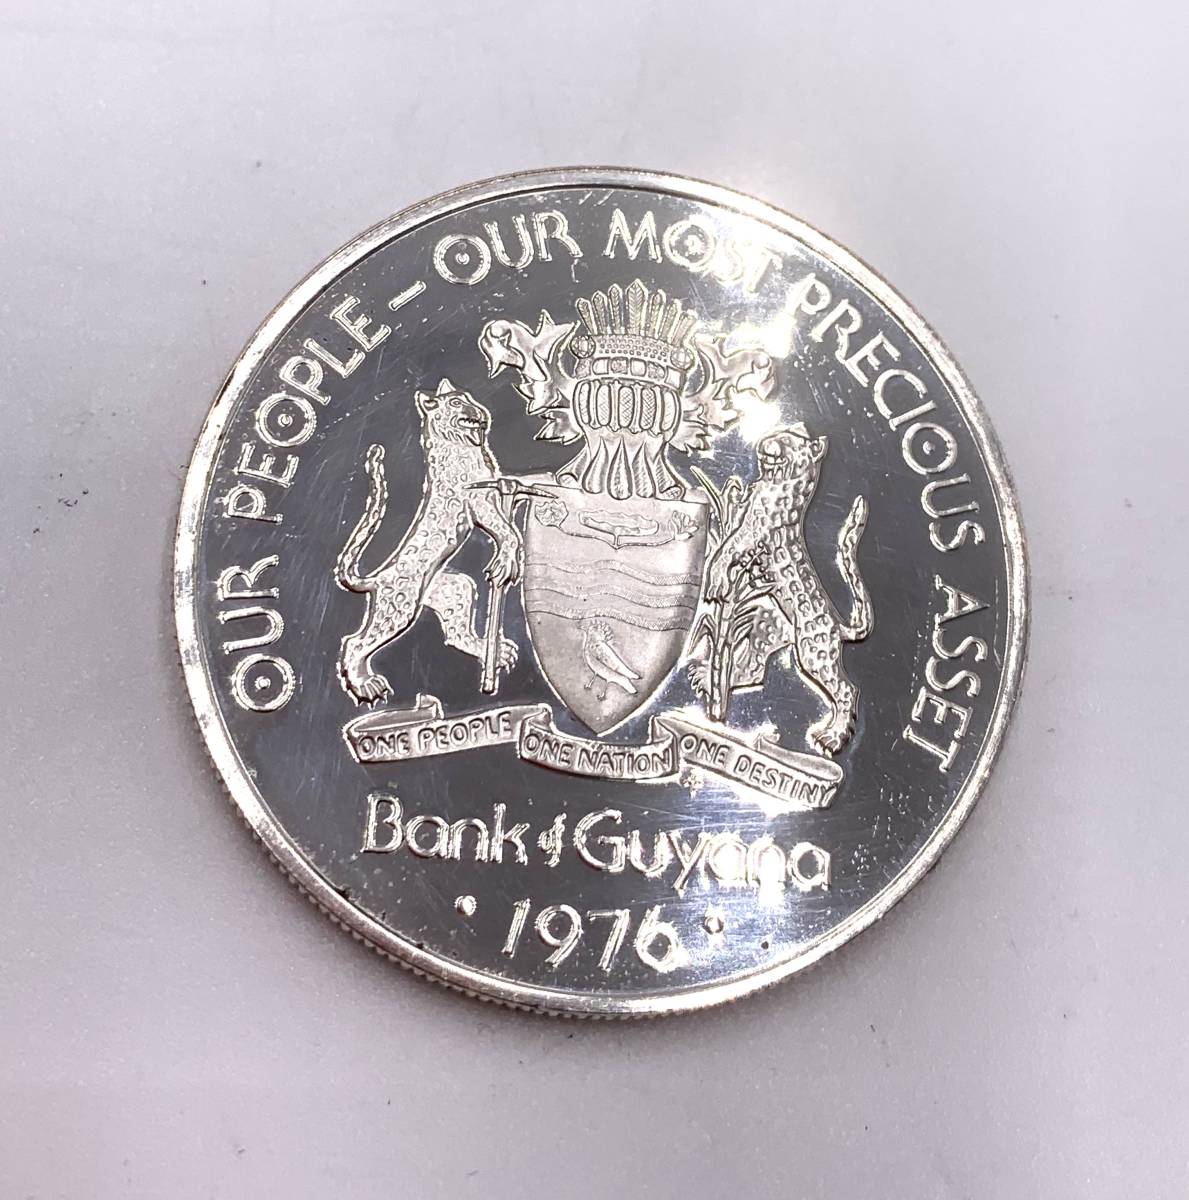 OUR PEOPLE - OUR MOST PRECIOUS ASSET
ONE PEOPLE ONE NATION ONE DESTINY
Bank of Guyana
• 1976 •